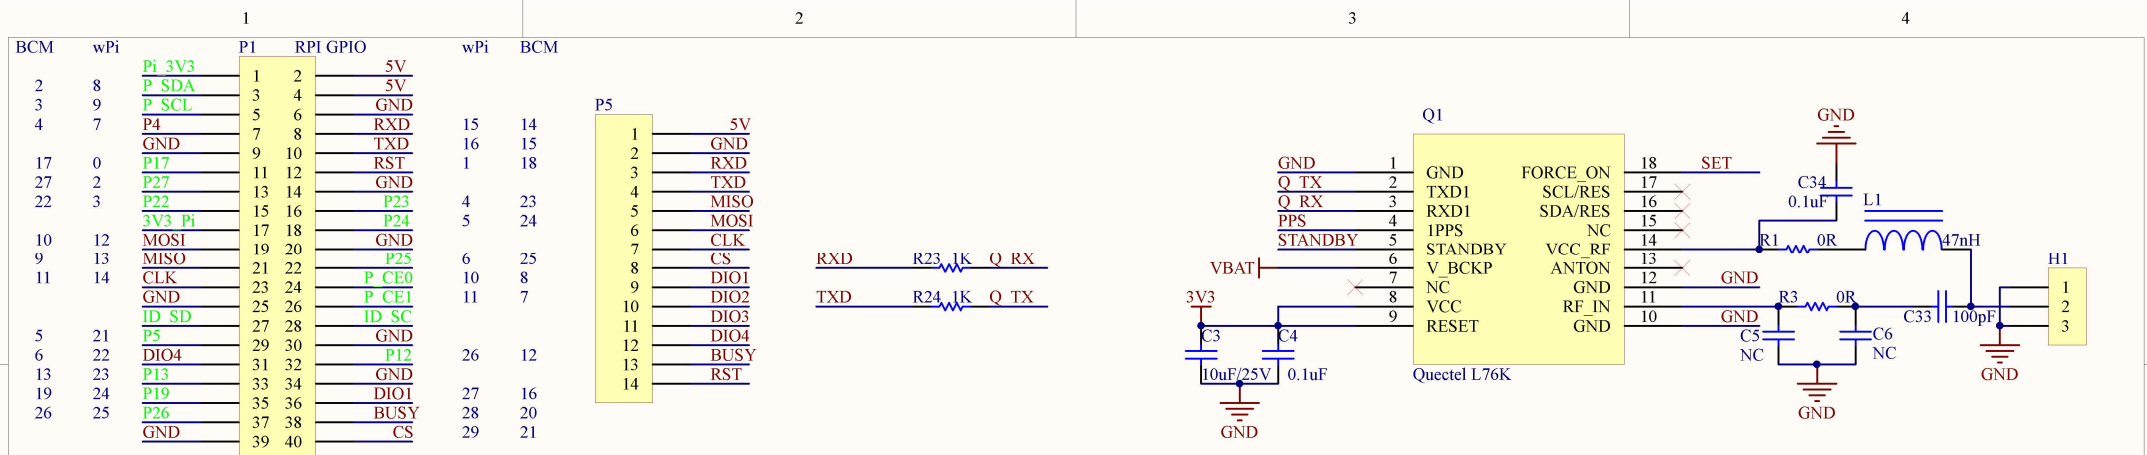 1 2 3 4
BCM wPi P1 RPI GPIO wPi BCM
Pi_3V3 1 2 5V
2 8 P_SDA 3 4 5V
3 9 P_SCL 5 6 GND
4 7 P4 7 8 RXD 15 14
GND 9 10 TXD 16 15
17 0 P17 11 12 RST 1 18
27 2 P27 13 14 GND
22 3 P22 15 16 P23 4 23
3V3_Pi 17 18 P24 5 24
10 12 MOSI 19 20 GND
9 13 MISO 21 22 P25 6 25
11 14 CLK 23 24 P_CE0 10 8
GND 25 26 P_CE1 11 7
ID_SD 27 28 ID_SC
5 21 P5 29 30 GND
6 22 DIO4 31 32 P12 26 12
13 23 P13 33 34 GND
19 24 P19 35 36 DIO1 27 16
26 25 P26 37 38 BUSY 28 20
GND 39 40 CS 29 21
P5
1 5V
2 GND
3 RXD
4 TXD
5 MISO
6 MOSI
7 CLK
8 CS
9 DIO1
10 DIO2
11 DIO3
12 DIO4
13 BUSY
14 RST
RXD R23 1K Q_RX
TXD R24 1K Q_TX
Q1
GND 1 GND FORCE_ON 18 SET
Q_TX 2 TXD1 SCL/RES 17
Q_RX 3 RXD1 SDA/RES 16
PPS 4 1PPS NC 15
STANDBY 5 STANDBY VCC_RF 14
VBAT 6 V_BCKP ANTON 13
7 NC GND 12 GND
3V3 8 VCC RF_IN 11
9 RESET GND 10 GND
Quectel L76K
C3
10uF/25V
C4
0.1uF
GND
GND
C34
0.1uF
L1
R1 0R 47nH
R3 0R
C33 100pF
C5
NC
C6
NC
GND
H1
1
2
3
GND